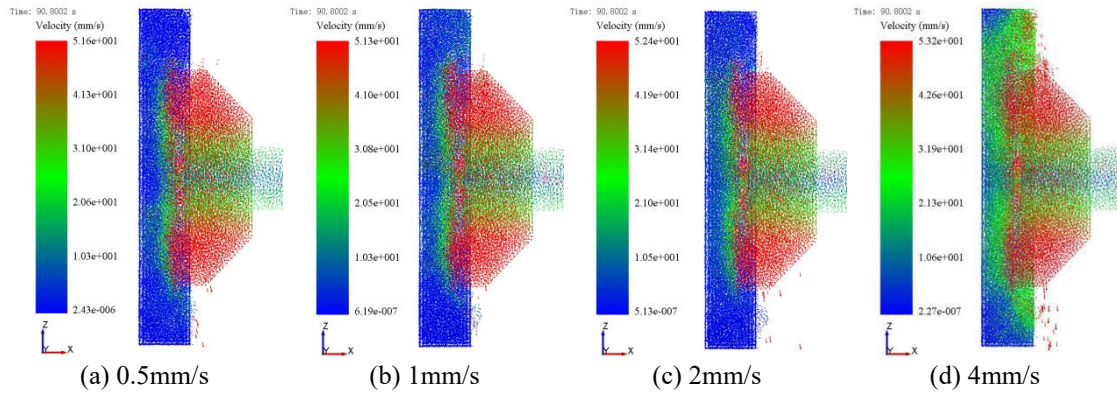 Time: 90.8002 s
Velocity (mm/s)
5.16e+001
4.13e+001
3.10e+001
2.06e+001
1.03e+001
2.43e-006
Z
Y
X
(a) 0.5mm/s
Time: 90.8002 s
Velocity (mm/s)
5.13e+001
4.10e+001
3.08e+001
2.05e+001
1.03e+001
6.19e-007
Z
Y
X
(b) 1mm/s
Time: 90.8002 s
Velocity (mm/s)
5.24e+001
4.19e+001
3.14e+001
2.10e+001
1.05e+001
5.13e-007
Z
Y
X
(c) 2mm/s
Time: 90.8002 s
Velocity (mm/s)
5.32e+001
4.26e+001
3.19e+001
2.13e+001
1.06e+001
2.27e-007
Z
Y
X
(d) 4mm/s